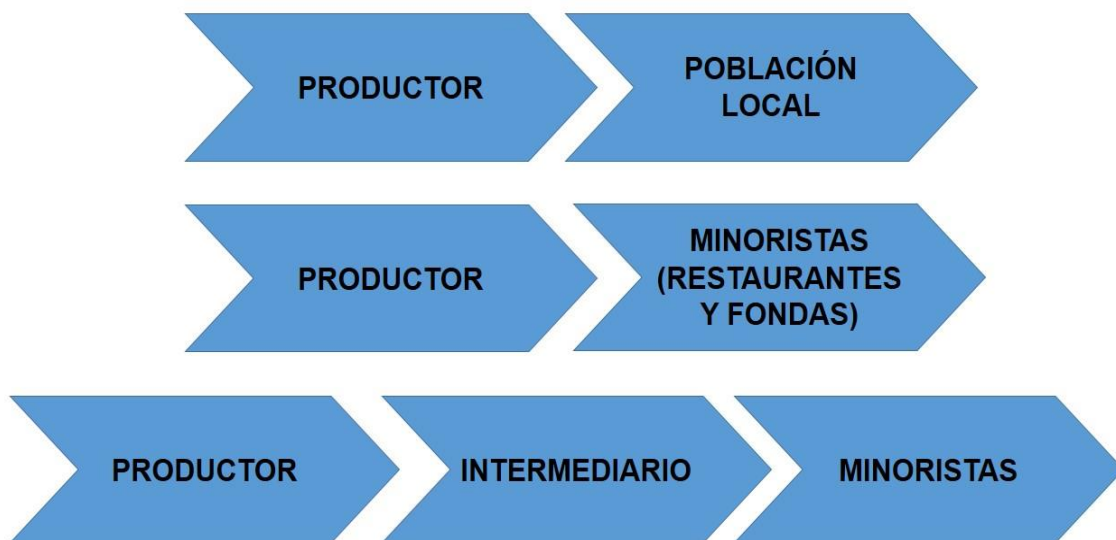 PRODUCTOR
POBLACIÓN
LOCAL
PRODUCTOR
MINORISTAS
(RESTAURANTES
Y FONDAS)
PRODUCTOR
INTERMEDIARIO
MINORISTAS